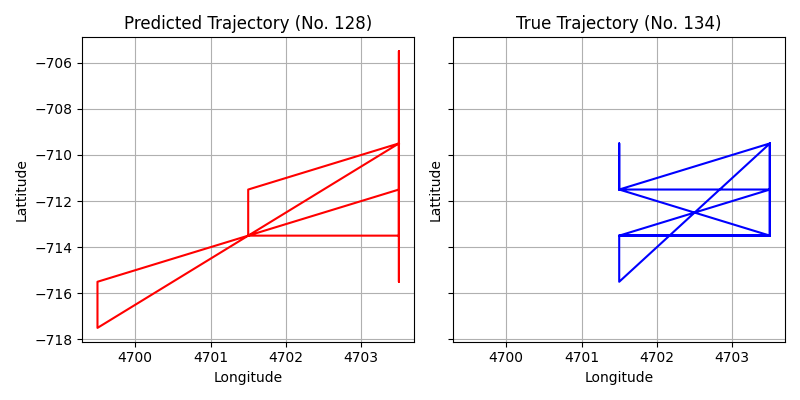 Predicted Trajectory (No. 128)
True Trajectory (No. 134)
Lattitude
−706
−708
−710
−712
−714
−716
−718
4700
4701
4702
4703
Longitude
Lattitude
4700
4701
4702
4703
Longitude